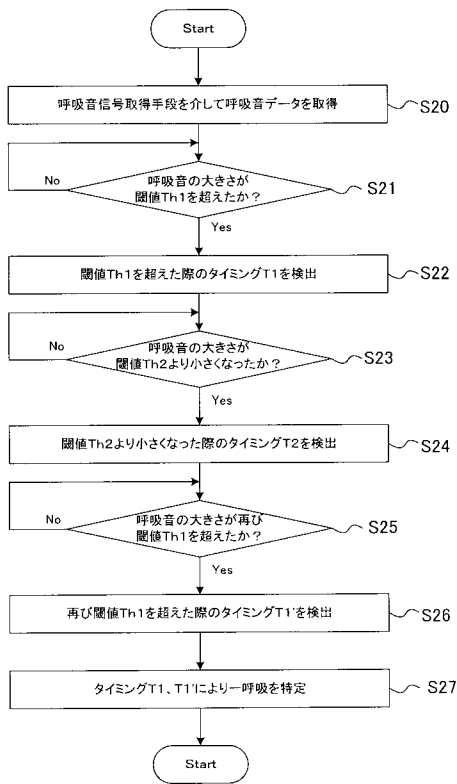 Start
呼吸音信号取得手段を介して呼吸音データを取得
S20
No
呼吸音の大きさが
閾値Th1を超えたか？
S21
Yes
閾値Th1を超えた際のタイミングT1を検出
S22
No
呼吸音の大きさが
閾値Th2より小さくなったか？
S23
Yes
閾値Th2より小さくなった際のタイミングT2を検出
S24
No
呼吸音の大きさが再び
閾値Th1を超えたか？
S25
Yes
再び閾値Th1を超えた際のタイミングT1'を検出
S26
タイミングT1、T1'により一呼吸を特定
S27
Start